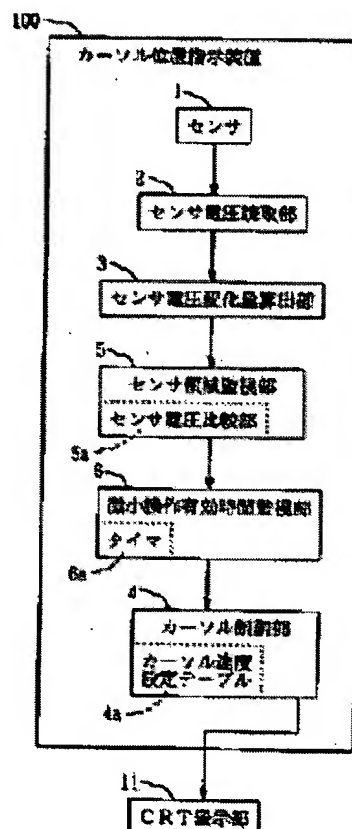 100
カーソル位置指示装置
1
センサ
2
センサ電圧読取部
3
センサ電圧変化量算出部
5
センサ領域監視部
センサ電圧比較部
5a
6
微小操作有効時間監視部
タイマ
6a
4
カーソル制御部
カーソル速度
設定テーブル
4a
11
CRT表示部